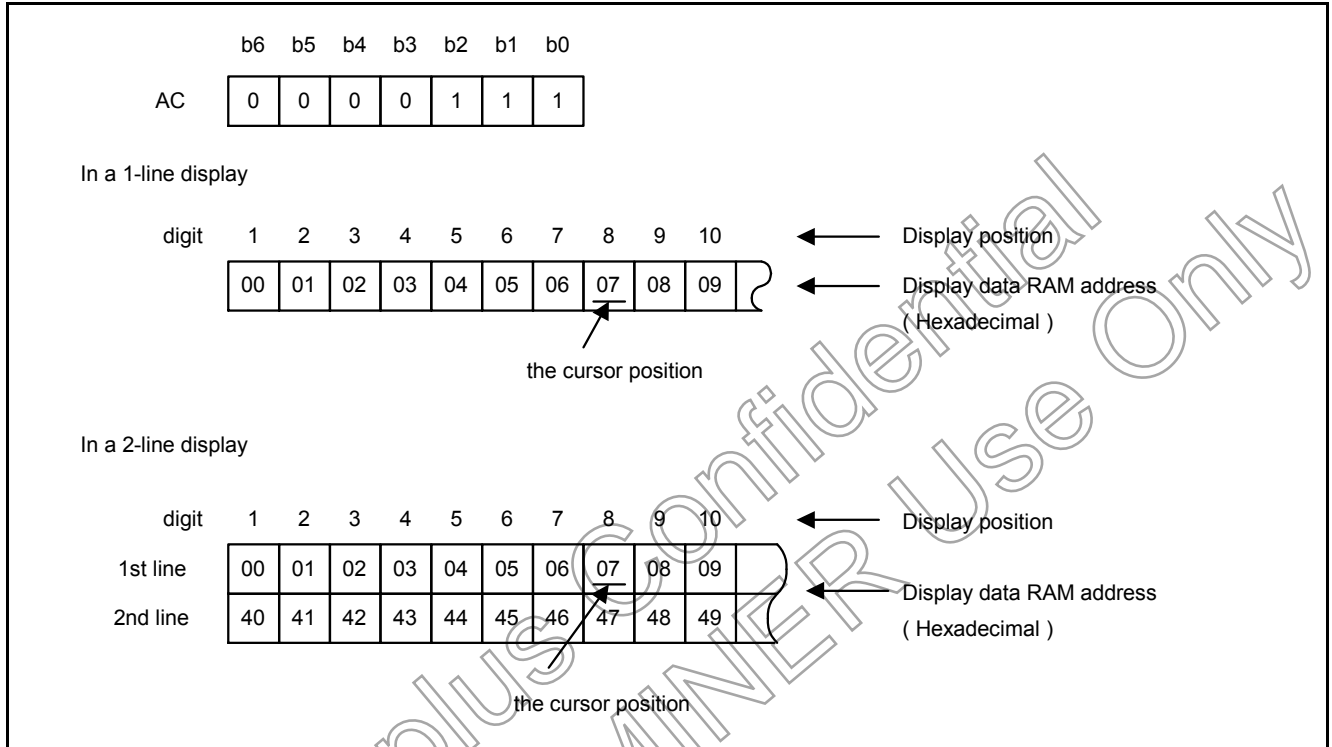 b6 b5 b4 b3 b2 b1 b0
AC 0 0 0 0 1 1 1
In a 1-line display
digit 1 2 3 4 5 6 7 8 9 10 Display position
00 01 02 03 04 05 06 07 08 09 Display data RAM address
( Hexadecimal )
the cursor position
In a 2-line display
digit 1 2 3 4 5 6 7 8 9 10 Display position
1st line 00 01 02 03 04 05 06 07 08 09
Display data RAM address
2nd line 40 41 42 43 44 45 46 47 48 49
( Hexadecimal )
the cursor position
plus Confidential
MINER Use Only